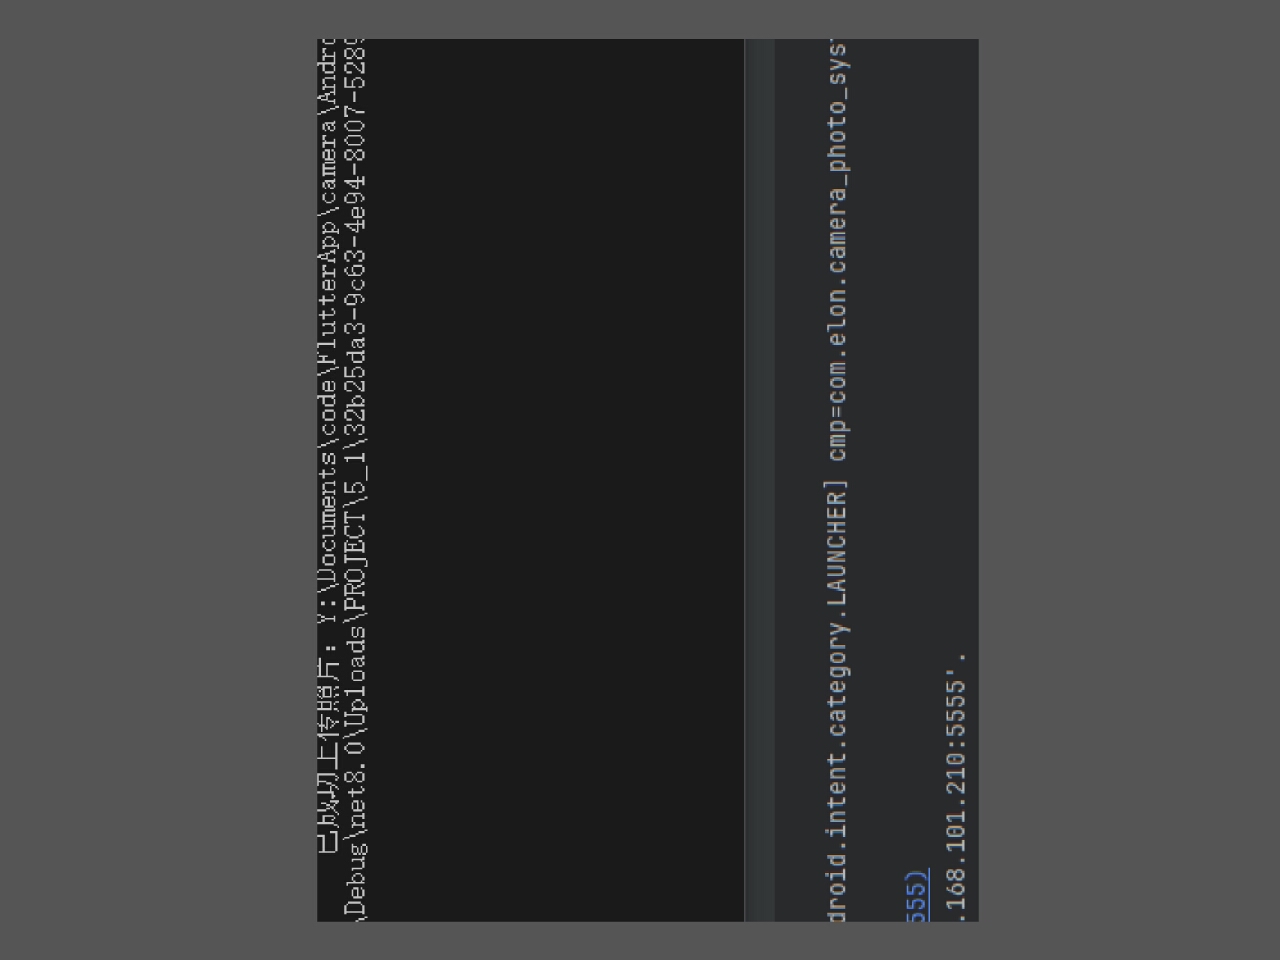 已成功上传照片：Y:\Documents\code\FlutterApp\camera\Andro
\Debug\net8.0\Uploads\PROJECT\5_1\32b25da3-9c63-4e94-8007-5289
droid.intent.category.LAUNCHER] cmp=com.elon.camera_photo_syst
555)
.168.101.210:5555'.